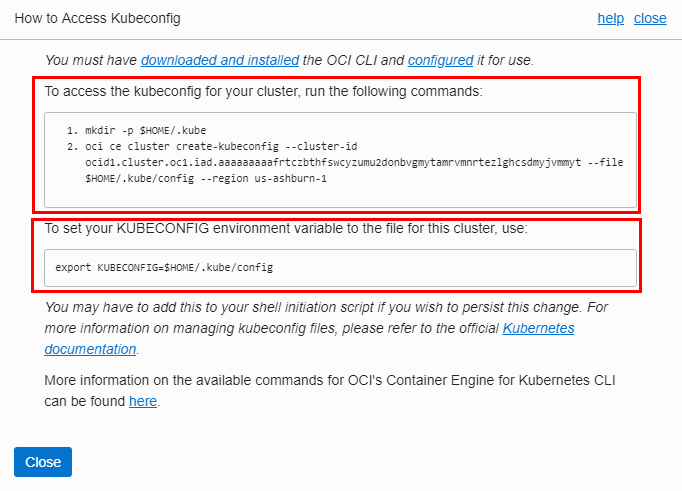 How to Access Kubeconfig
help close
You must have downloaded and installed the OCI CLI and configured it for use.
To access the kubeconfig for your cluster, run the following commands:
1. mkdir -p $HOME/.kube
2. oci ce cluster create-kubeconfig --cluster-id
ocid1.cluster.oc1.iad.aaaaaaaaafrtczbthfswcyzumu2donbvgmytamrvmnrtezlghcsdmyjvmmyt --file
$HOME/.kube/config --region us-ashburn-1
To set your KUBECONFIG environment variable to the file for this cluster, use:
export KUBECONFIG=$HOME/.kube/config
You may have to add this to your shell initiation script if you wish to persist this change. For
more information on managing kubeconfig files, please refer to the official Kubernetes
documentation.
More information on the available commands for OCI's Container Engine for Kubernetes CLI
can be found here.
Close